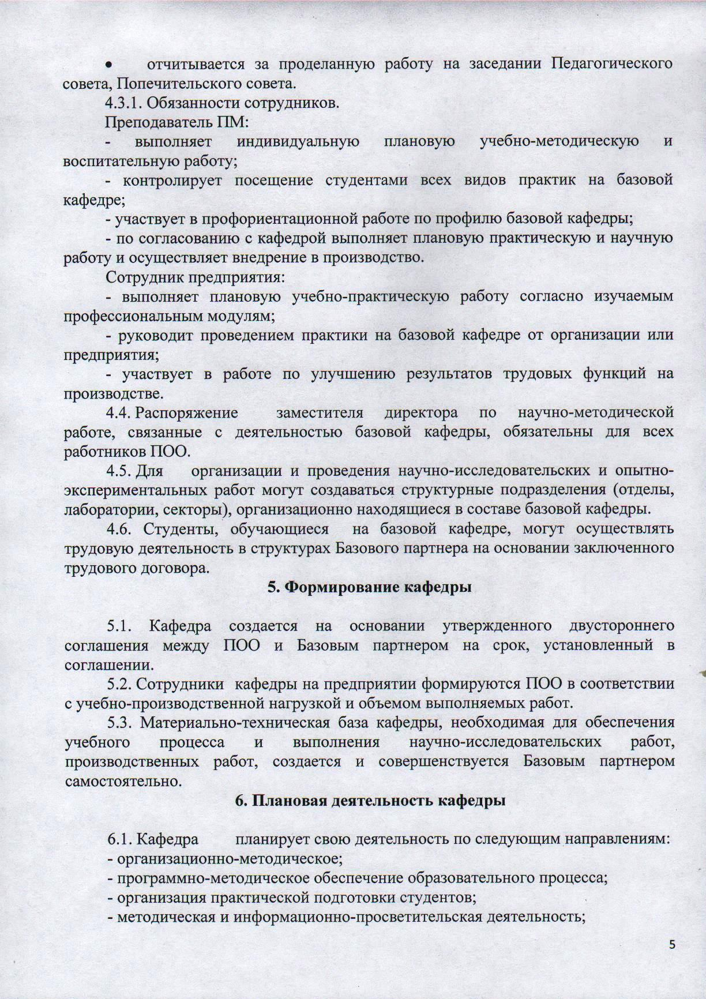 • отчитывается за проделанную работу на заседании Педагогического
совета, Попечительского совета.
4.3.1. Обязанности сотрудников.
Преподаватель ПМ:
- выполняет индивидуальную плановую учебно-методическую и
воспитательную работу;
- контролирует посещение студентами всех видов практик на базовой
кафедре;
- участвует в профориентационной работе по профилю базовой кафедры;
- по согласованию с кафедрой выполняет плановую практическую и научную
работу и осуществляет внедрение в производство.
Сотрудник предприятия:
- выполняет плановую учебно-практическую работу согласно изучаемым
профессиональным модулям;
- руководит проведением практики на базовой кафедре от организации или
предприятия;
- участвует в работе по улучшению результатов трудовых функций на
производстве.
4.4. Распоряжение заместителя директора по научно-методической
работе, связанные с деятельностью базовой кафедры, обязательны для всех
работников ПОО.
4.5. Для организации и проведения научно-исследовательских и опытно-
экспериментальных работ могут создаваться структурные подразделения (отделы,
лаборатории, секторы), организационно находящиеся в составе базовой кафедры.
4.6. Студенты, обучающиеся на базовой кафедре, могут осуществлять
трудовую деятельность в структурах Базового партнера на основании заключенного
трудового договора.
5. Формирование кафедры
5.1. Кафедра создается на основании утвержденного двустороннего
соглашения между ПОО и Базовым партнером на срок, установленный в
соглашении.
5.2. Сотрудники кафедры на предприятии формируются ПОО в соответствии
с учебно-производственной нагрузкой и объемом выполняемых работ.
5.3. Материально-техническая база кафедры, необходимая для обеспечения
учебного процесса и выполнения научно-исследовательских работ,
производственных работ, создается и совершенствуется Базовым партнером
самостоятельно.
6. Плановая деятельность кафедры
6.1. Кафедра планирует свою деятельность по следующим направлениям:
- организационно-методическое;
- программно-методическое обеспечение образовательного процесса;
- организация практической подготовки студентов;
- методическая и информационно-просветительская деятельность;
5